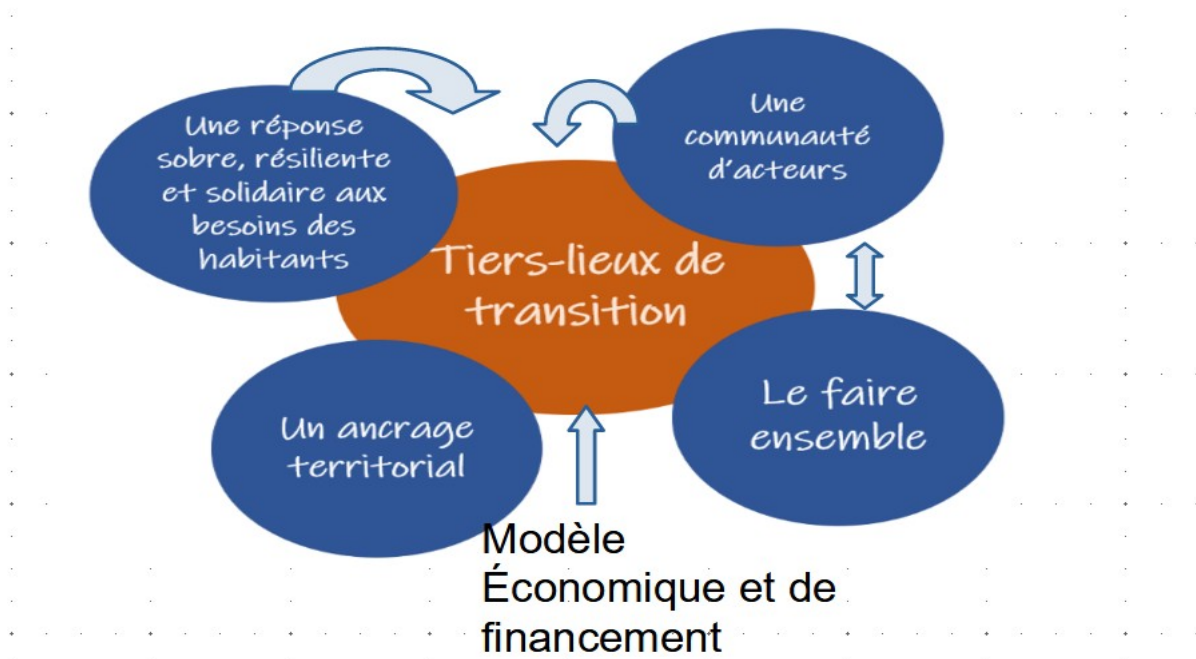 Une réponse
sobre, résiliente
et solidaire aux
besoins des
habitants
Une
communauté
d'acteurs
Tiers-lieux de
transition
Un ancrage
territorial
Le faire
ensemble
Modèle
Économique et de
financement